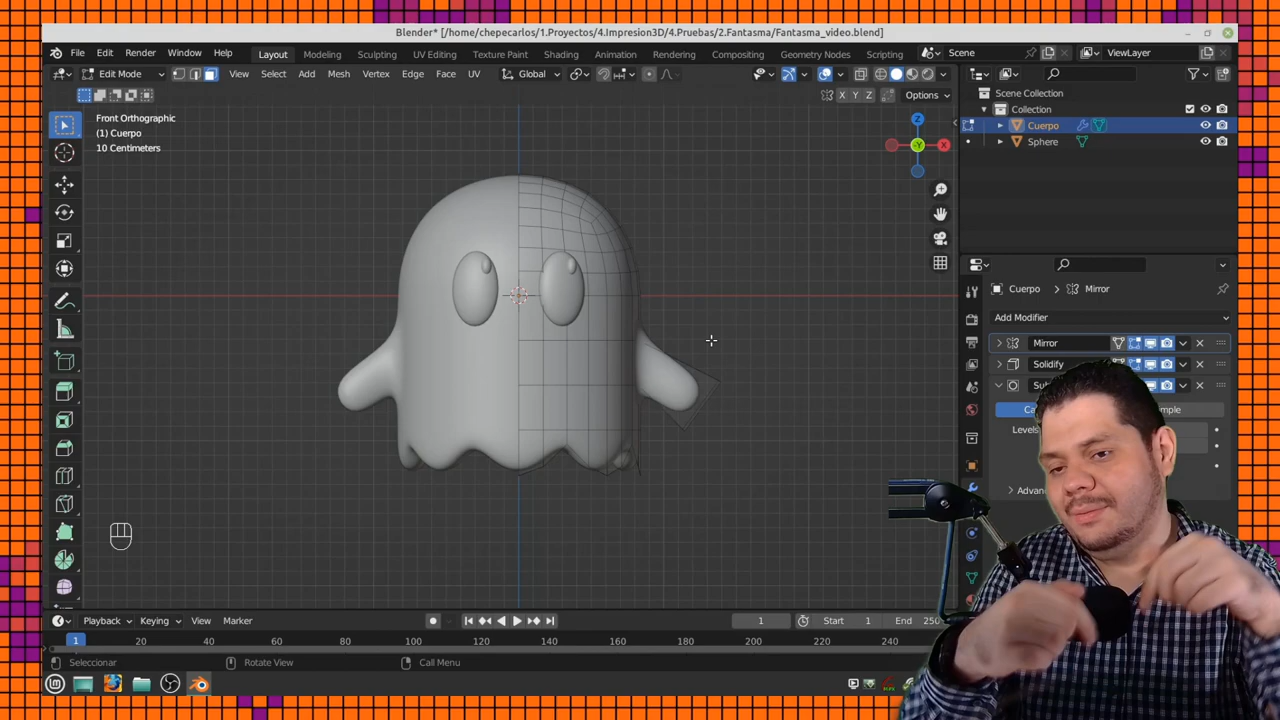 Blender* [/home/chepecarlos/1.Proyectos/4.Impresion3D/4.Pruebas/2.Fantasma/Fantasma_video.blend]
File Edit Render Window Help Layout Modeling Sculpting UV Editing Texture Paint Shading Animation Rendering Compositing Geometry Nodes Scripting Scene ViewLayer
Edit Mode View Select Add Mesh Vertex Edge Face UV Global
X Y Z Options
Scene Collection
Collection
Cuerpo
Sphere
Front Orthographic
(1) Cuerpo
10 Centimeters
Z
-Y
X
Cuerpo > Mirror
Add Modifier
Mirror
Solidify
Levels
Playback Keying View Marker 1 Start 1 End 250
1 20 40 60 80 100 120 140 160 180 200 220 240
Seleccionar Rotate View Call Menu